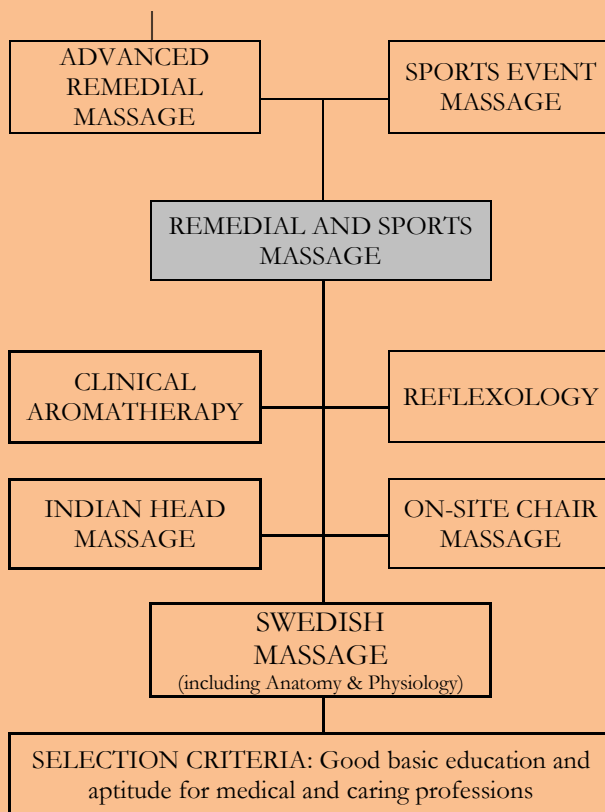 ADVANCED
REMEDIAL
MASSAGE
SPORTS EVENT
MASSAGE
REMEDIAL AND SPORTS
MASSAGE
CLINICAL
AROMATHERAPY
REFLEXOLOGY
INDIAN HEAD
MASSAGE
ON-SITE CHAIR
MASSAGE
SWEDISH
MASSAGE
(including Anatomy & Physiology)
SELECTION CRITERIA: Good basic education and
aptitude for medical and caring professions